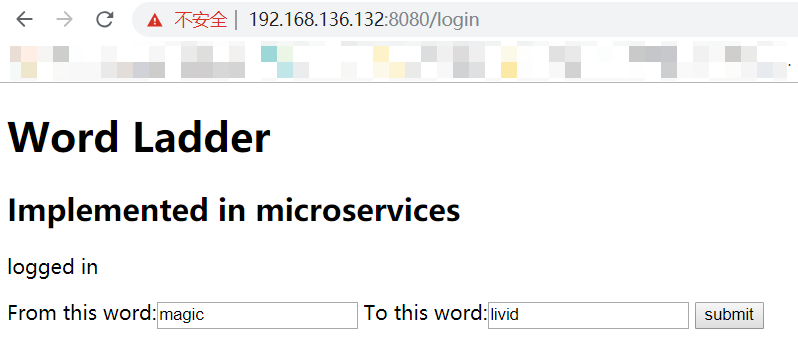 不安全 192.168.136.132:8080/login
Word Ladder
Implemented in microservices
logged in
From this word: magic To this word: livid submit